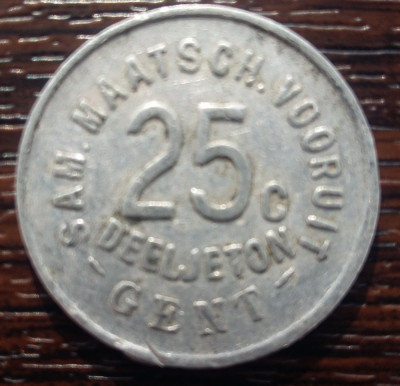 SAM. MAATSCH. VOORUIT
25 C
DEELJETON
- GENT -